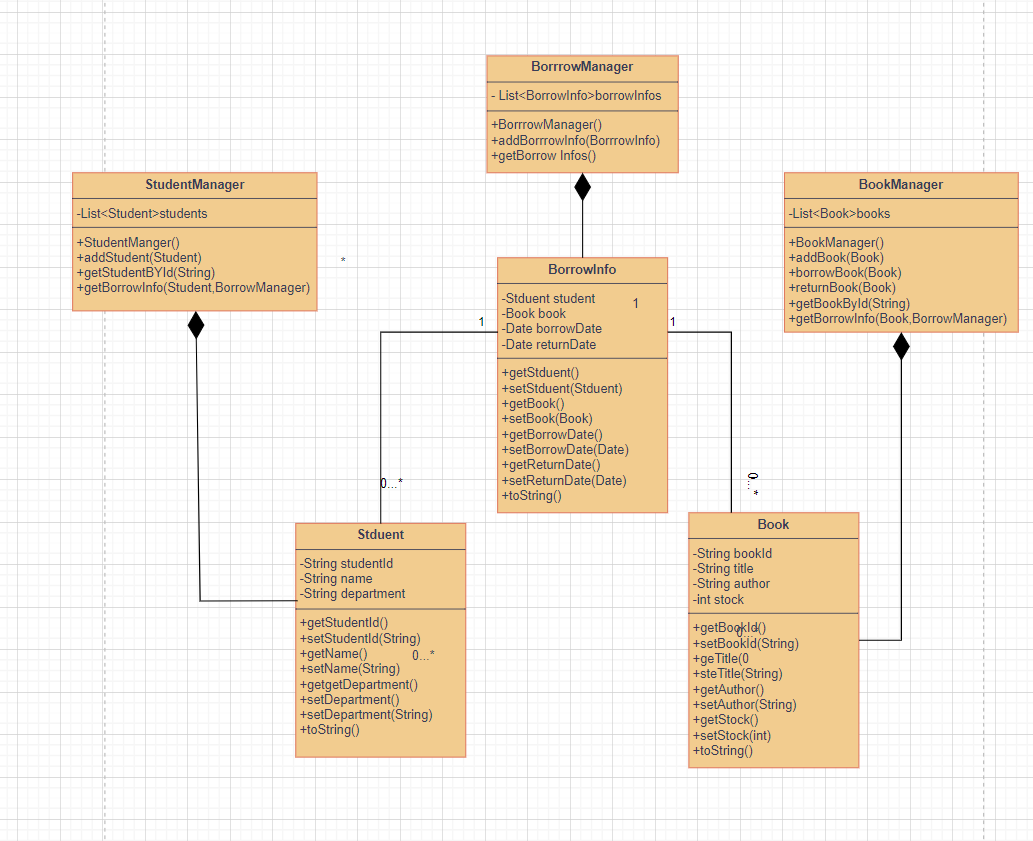 BorrrowManager
- List<BorrowInfo>borrowInfos
+BorrrowManager()
+addBorrrowInfo(BorrrowInfo)
+getBorrow Infos()
StudentManager
-List<Student>students
+StudentManger()
+addStudent(Student)
+getStudentBYId(String)
+getBorrowInfo(Student,BorrowManager)
*
BookManager
-List<Book>books
+BookManager()
+addBook(Book)
+borrowBook(Book)
+returnBook(Book)
+getBookById(String)
+getBorrowInfo(Book,BorrowManager)
BorrowInfo
-Stduent student
1
-Book book
-Date borrowDate
-Date returnDate
+getStduent()
+setStduent(Stduent)
+getBook()
+setBook(Book)
+getBorrowDate()
+setBorrowDate(Date)
+getReturnDate()
+setReturnDate(Date)
+toString()
1
1
0...*
0...*
Stduent
-String studentId
-String name
-String department
+getStudentId()
+setStudentId(String)
+getName()
0...*
+setName(String)
+getgetDepartment()
+setDepartment()
+setDepartment(String)
+toString()
Book
-String bookId
-String title
-String author
-int stock
+getBookId()
+setBookId(String)
+geTitle(0
+steTitle(String)
+getAuthor()
+setAuthor(String)
+getStock()
+setStock(int)
+toString()